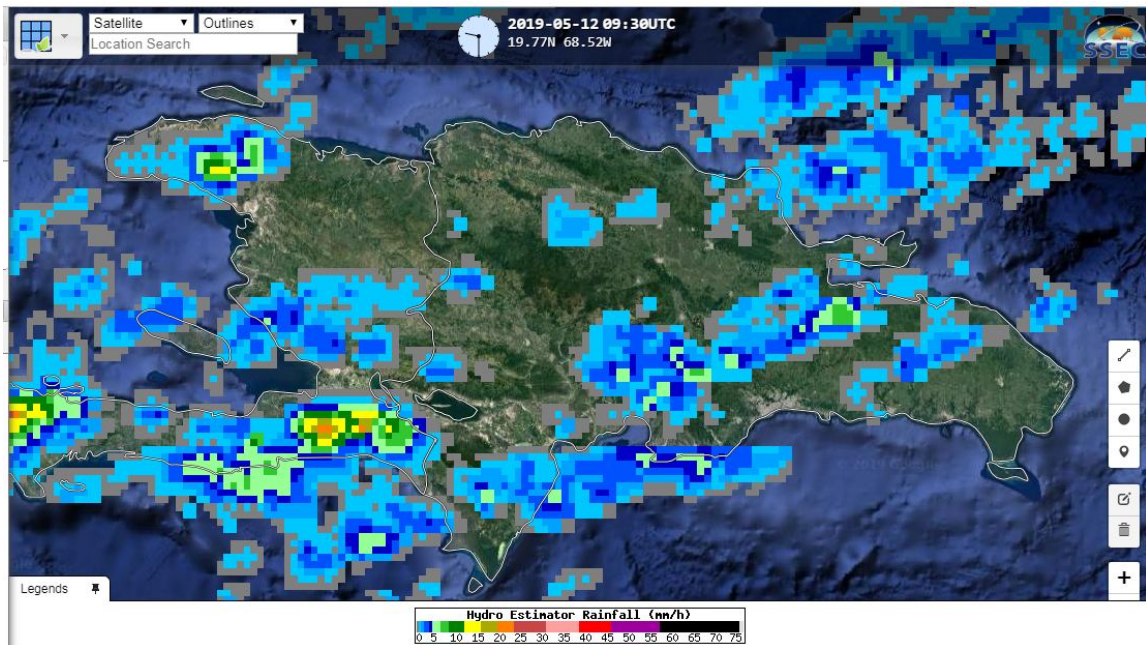 Satellite
Outlines
Location Search
2019-05-12 09:30UTC
19.77N 68.52W
SSEC
Legends
Hydro Estimator Rainfall (mm/h)
0 5 10 15 20 25 30 35 40 45 50 55 60 65 70 75